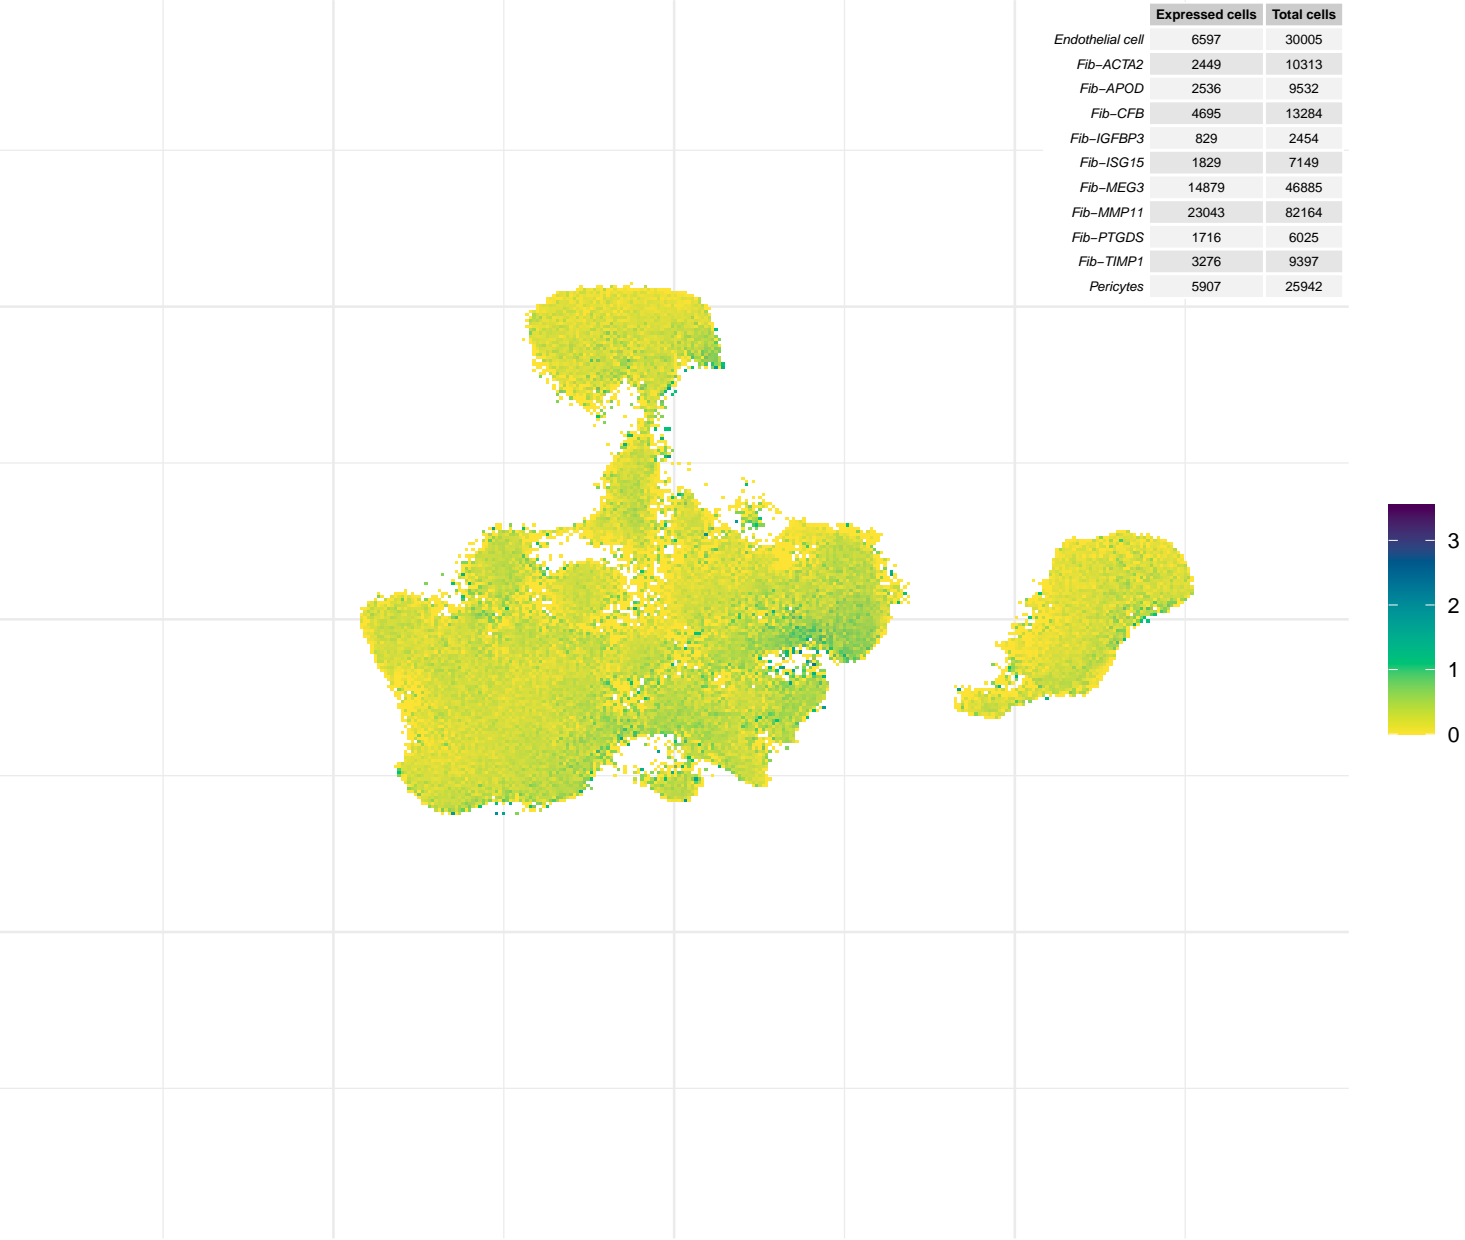 Expressed cells Total cells
Endothelial cell 6597 30005
Fib−ACTA2 2449 10313
Fib−APOD 2536 9532
Fib−CFB 4695 13284
Fib−IGFBP3 829 2454
Fib−ISG15 1829 7149
Fib−MEG3 14879 46885
Fib−MMP11 23043 82164
Fib−PTGDS 1716 6025
Fib−TIMP1 3276 9397
Pericytes 5907 25942
3
2
1
0